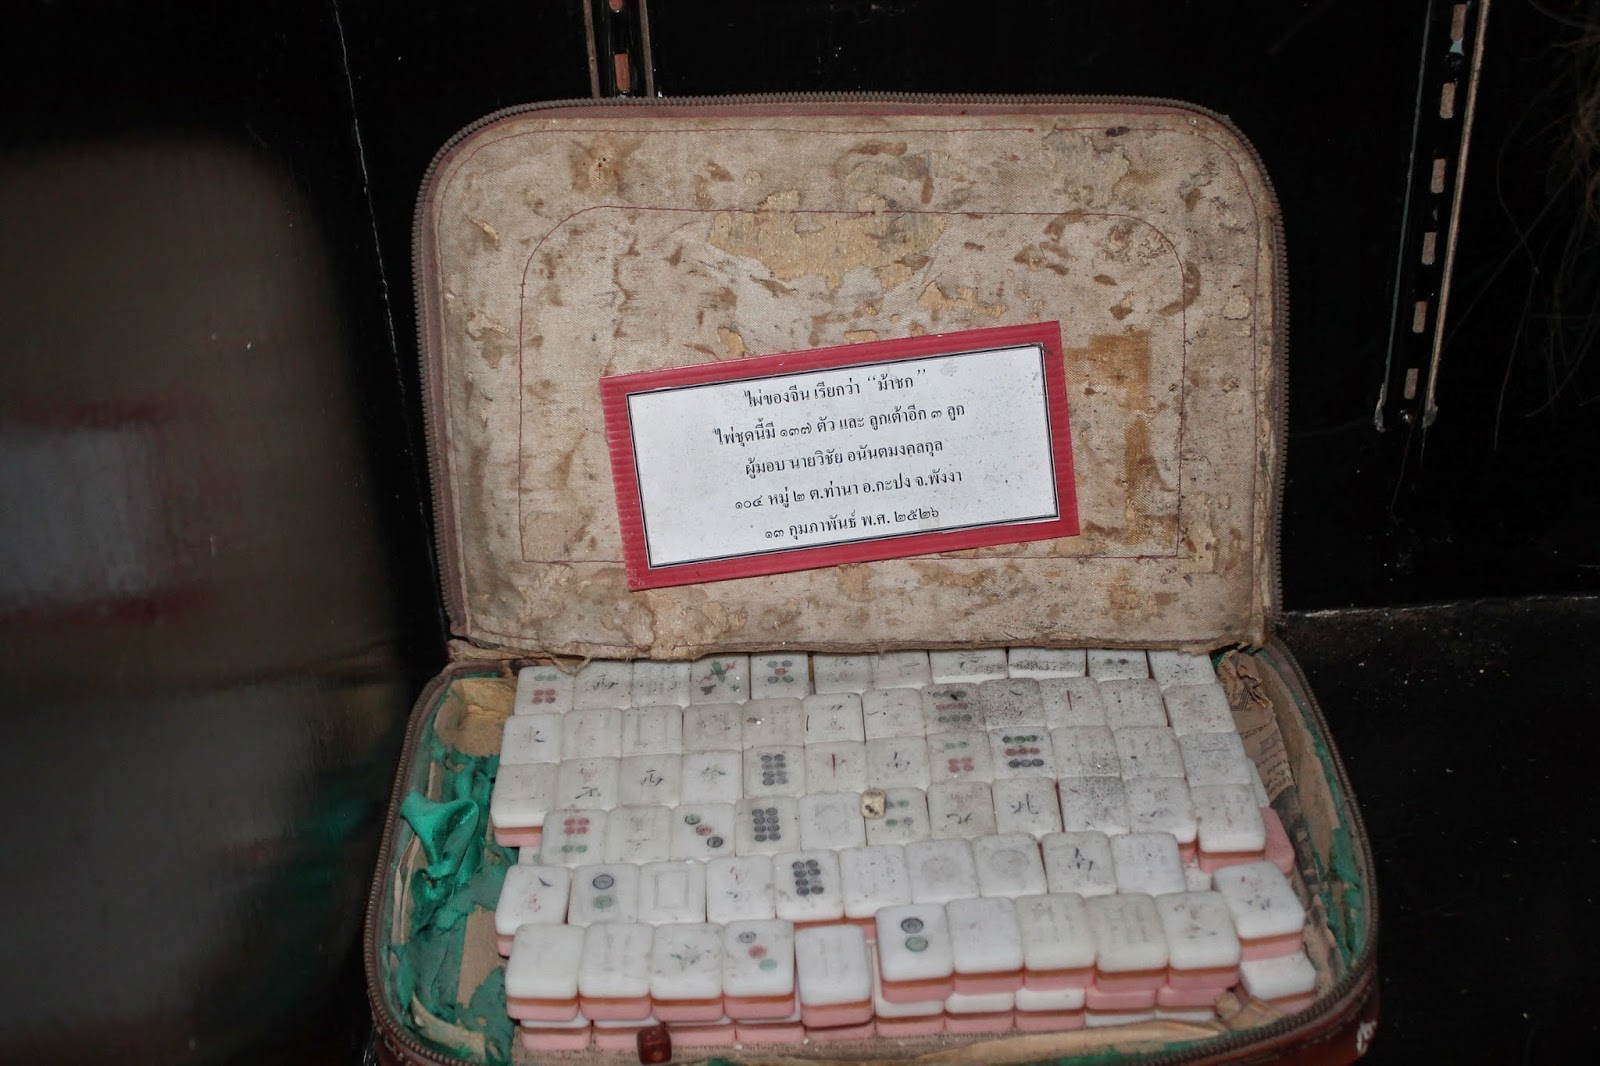 ไผ่ของจีน เรียกว่า “ม้าชก”
ไพ่ชุดนี้มี ๑๓๗ ตัว และ ลูกเต้าอีก ๓ ลูก
ผู้มอบ นายวิชัย อนันตมงคลกุล
๑๐๔ หมู่ ๒ ต.ท่านา อ.กะปง จ.พังงา
๑๓ กุมภาพันธ์ พ.ศ. ๒๕๒๖